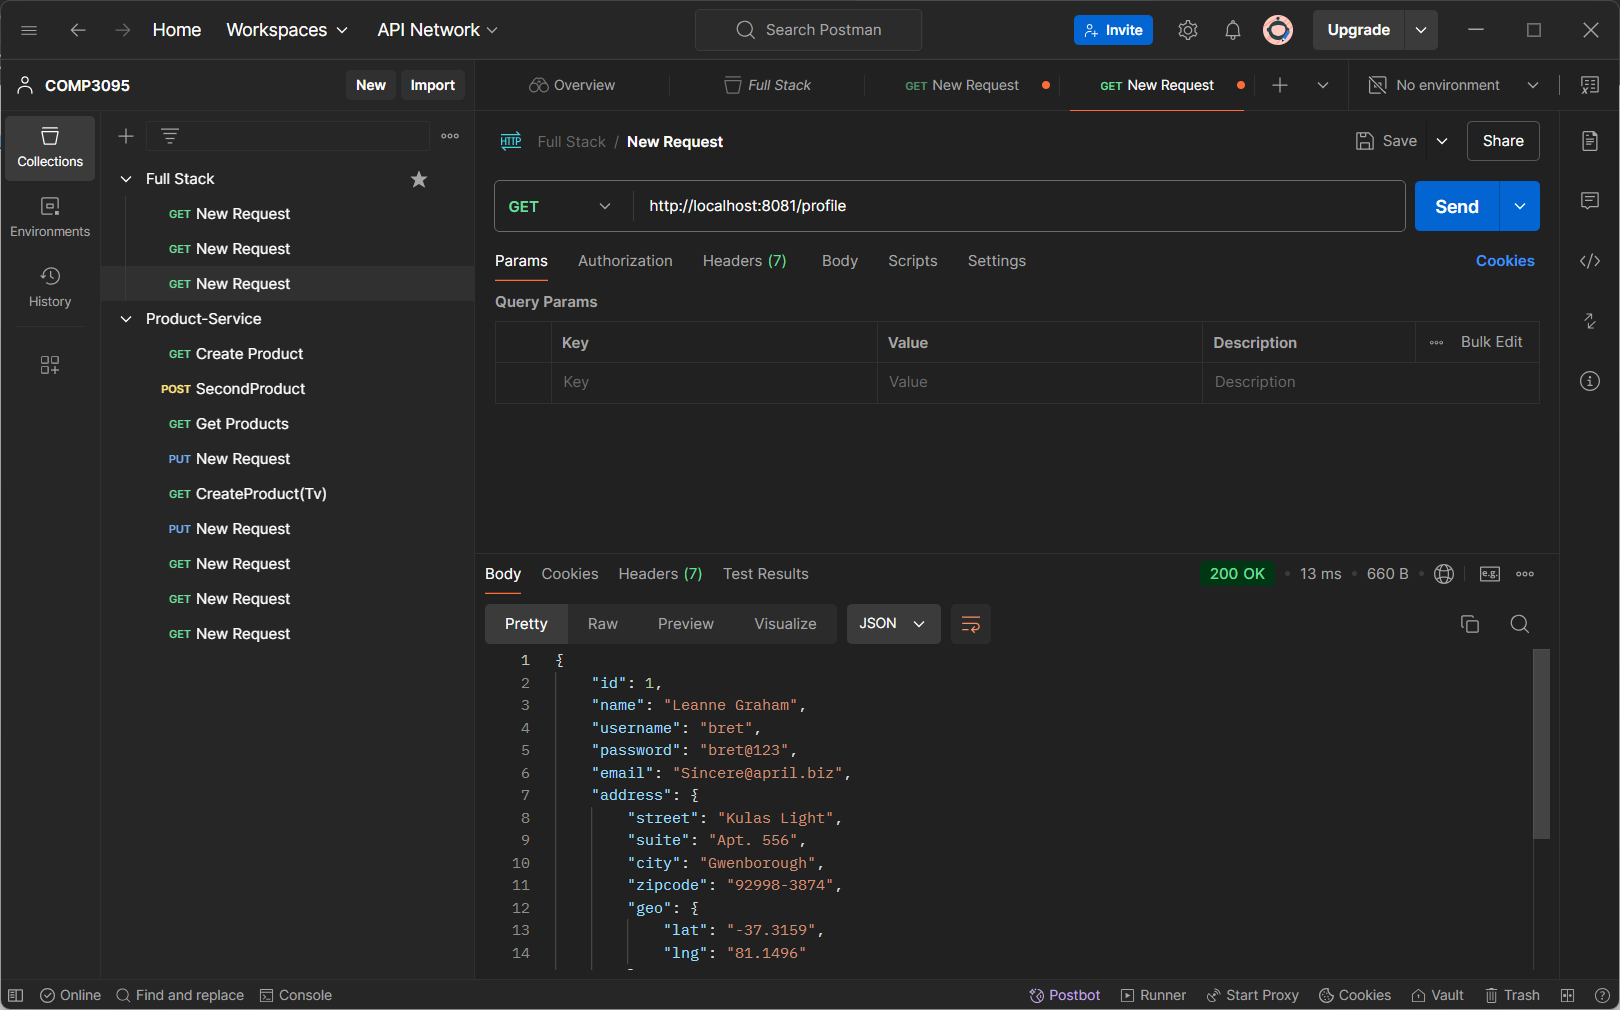 Home Workspaces API Network Search Postman Invite Upgrade
COMP3095 New Import Overview Full Stack GET New Request GET New Request No environment
Collections
Environments
History
Full Stack
GET New Request
GET New Request
GET New Request
Product-Service
GET Create Product
POST SecondProduct
GET Get Products
PUT New Request
GET CreateProduct(Tv)
PUT New Request
GET New Request
GET New Request
GET New Request
HTTP Full Stack / New Request Save Share
GET http://localhost:8081/profile Send
Params Authorization Headers (7) Body Scripts Settings Cookies
Query Params
Key Value Description Bulk Edit
Key Value Description
Body Cookies Headers (7) Test Results 200 OK • 13 ms • 660 B • e.g.
Pretty Raw Preview Visualize JSON
1 {
2 "id": 1,
3 "name": "Leanne Graham",
4 "username": "bret",
5 "password": "bret@123",
6 "email": "Sincere@april.biz",
7 "address": {
8 "street": "Kulas Light",
9 "suite": "Apt. 556",
10 "city": "Gwenborough",
11 "zipcode": "92998-3874",
12 "geo": {
13 "lat": "-37.3159",
14 "lng": "81.1496"
Online Find and replace Console Postbot Runner Start Proxy Cookies Vault Trash